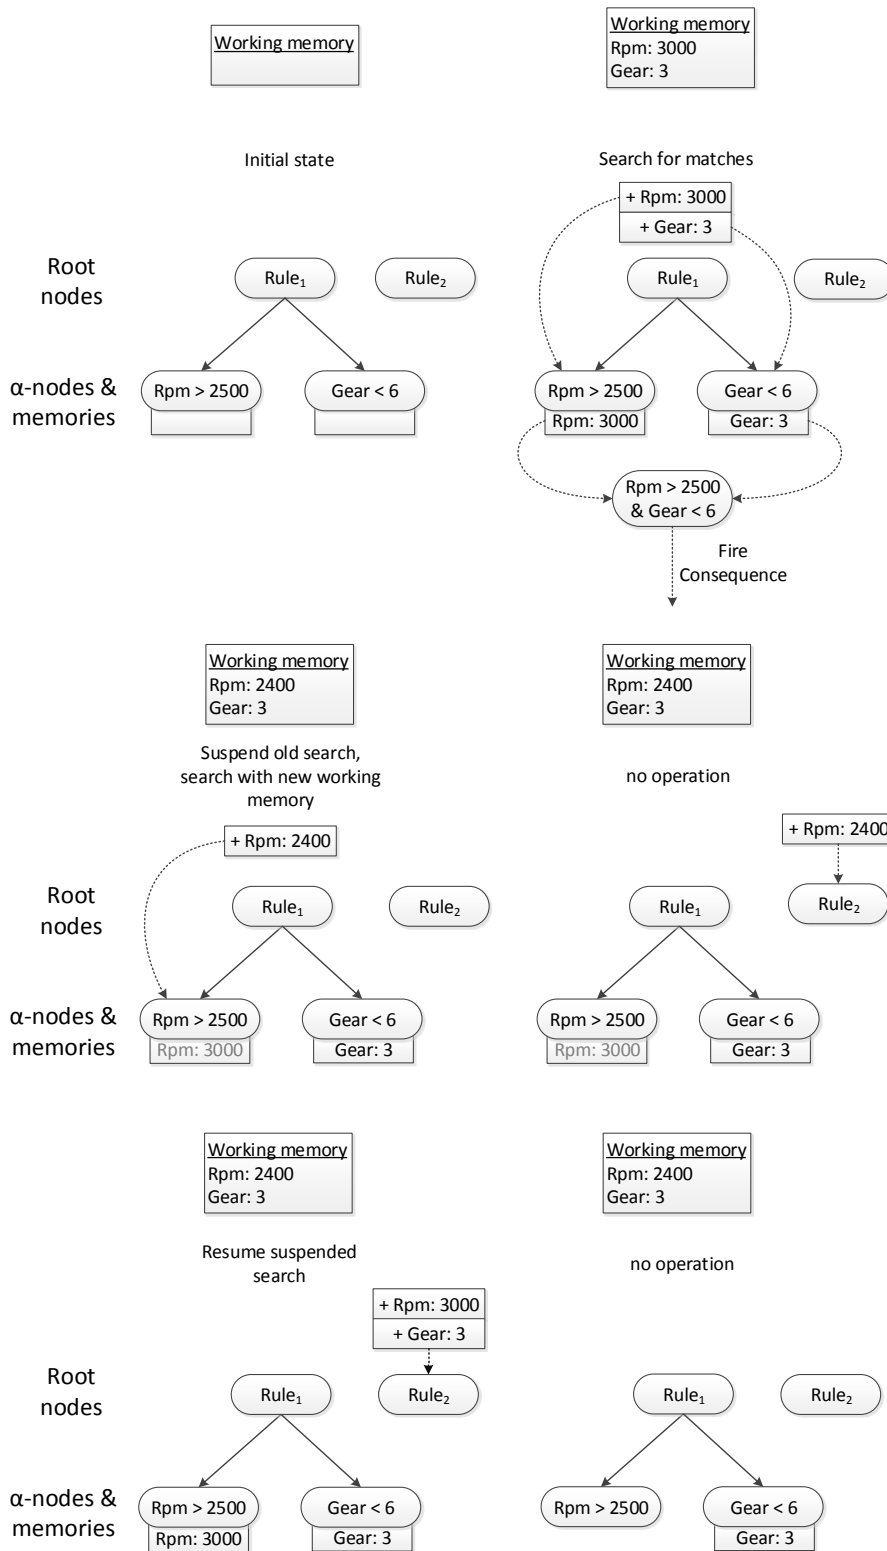 Working memory
Working memory
Rpm: 3000
Gear: 3
Initial state
Search for matches
+ Rpm: 3000
+ Gear: 3
Root
nodes
Rule₁
Rule₂
Rule₁
Rule₂
α-nodes &
memories
Rpm > 2500
Gear < 6
Rpm > 2500
Rpm: 3000
Gear < 6
Gear: 3
Rpm > 2500
& Gear < 6
Fire
Consequence
Working memory
Rpm: 2400
Gear: 3
Working memory
Rpm: 2400
Gear: 3
Suspend old search,
search with new working
memory
no operation
+ Rpm: 2400
+ Rpm: 2400
Root
nodes
Rule₁
Rule₂
Rule₁
Rule₂
α-nodes &
memories
Rpm > 2500
Rpm: 3000
Gear < 6
Gear: 3
Rpm > 2500
Rpm: 3000
Gear < 6
Gear: 3
Working memory
Rpm: 2400
Gear: 3
Working memory
Rpm: 2400
Gear: 3
Resume suspended
search
no operation
+ Rpm: 3000
+ Gear: 3
Root
nodes
Rule₁
Rule₂
Rule₁
Rule₂
α-nodes &
memories
Rpm > 2500
Rpm: 3000
Gear < 6
Gear: 3
Rpm > 2500
Gear < 6
Gear: 3